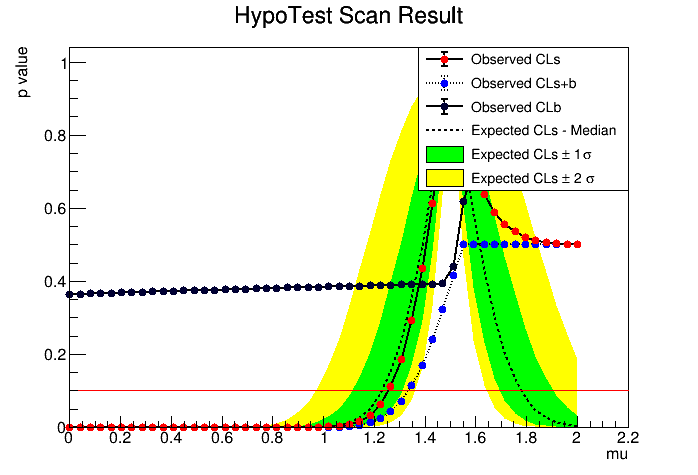 HypoTest Scan Result
p value
1
0.8
0.6
0.4
0.2
0
Observed CLs
Observed CLs+b
Observed CLb
Expected CLs - Median
Expected CLs ± 1 σ
Expected CLs ± 2 σ
0 0.2 0.4 0.6 0.8 1 1.2 1.4 1.6 1.8 2 2.2
mu